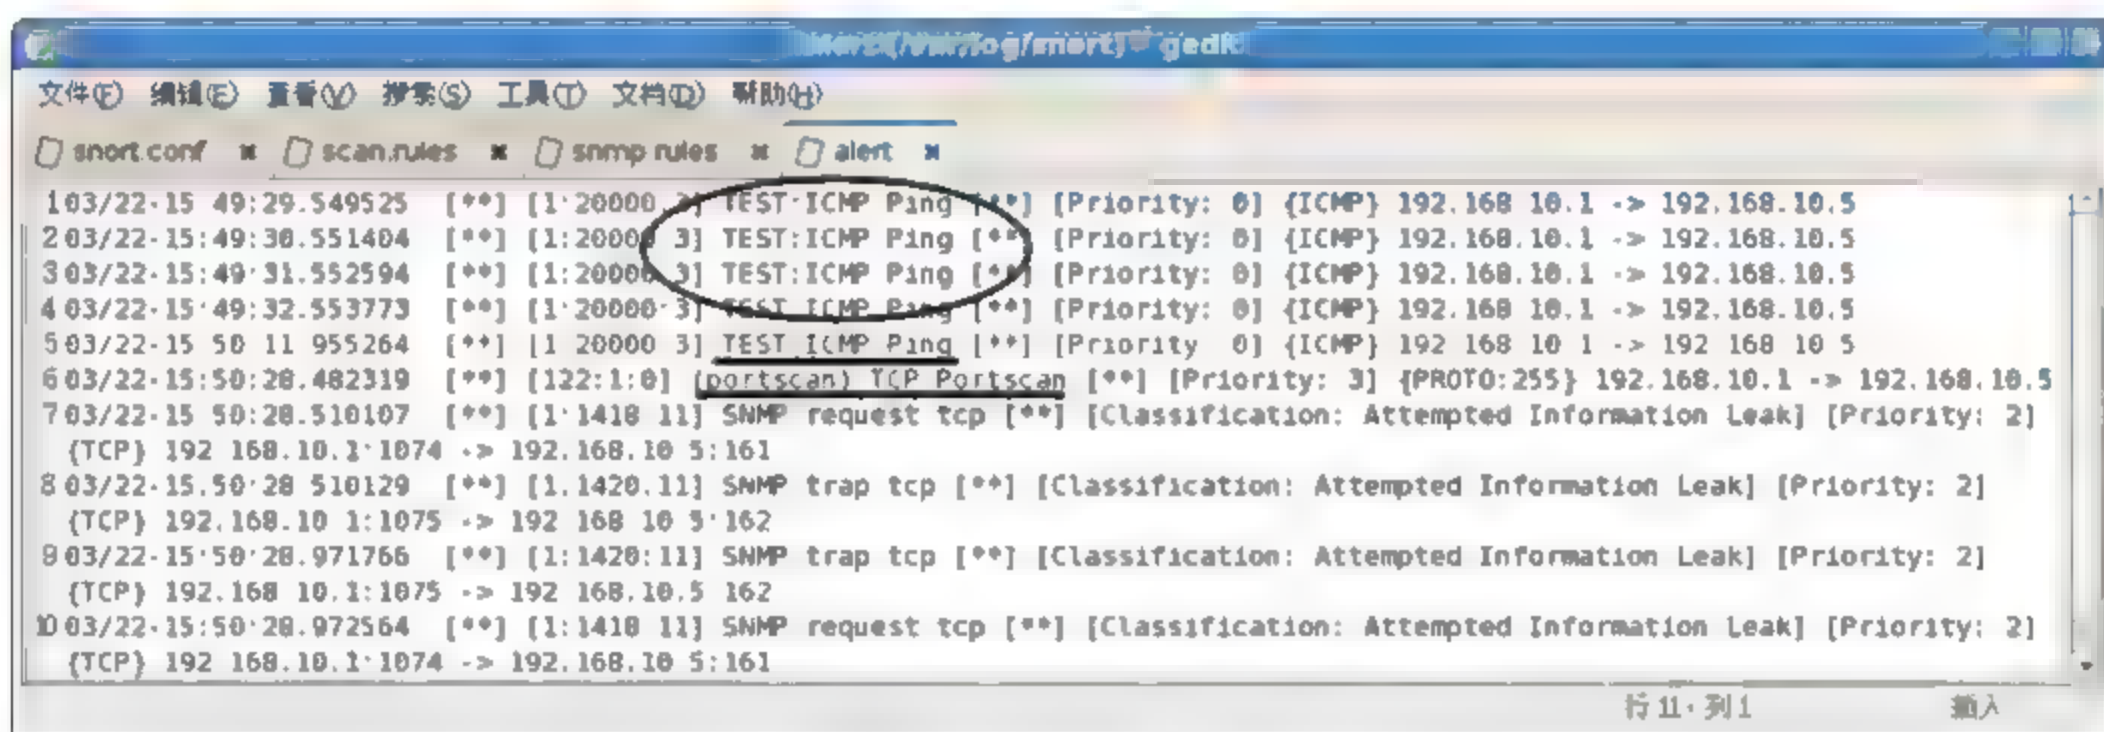 (/var/log/snort) - gedit
文件(F) 编辑(E) 查看(V) 搜索(S) 工具(T) 文档(D) 帮助(H)
snort.conf × scan.rules × snmp.rules × alert ×
1 03/22-15:49:29.549525 [**] [1:20000:3] TEST:ICMP Ping [**] [Priority: 0] {ICMP} 192.168.10.1 -> 192.168.10.5
2 03/22-15:49:30.551404 [**] [1:20000:3] TEST:ICMP Ping [**] [Priority: 0] {ICMP} 192.168.10.1 -> 192.168.10.5
3 03/22-15:49:31.552594 [**] [1:20000:3] TEST:ICMP Ping [**] [Priority: 0] {ICMP} 192.168.10.1 -> 192.168.10.5
4 03/22-15:49:32.553773 [**] [1:20000:3] TEST:ICMP Ping [**] [Priority: 0] {ICMP} 192.168.10.1 -> 192.168.10.5
5 03/22-15:50:11.955264 [**] [1:20000:3] TEST:ICMP Ping [**] [Priority: 0] {ICMP} 192.168.10.1 -> 192.168.10.5
6 03/22-15:50:28.482319 [**] [122:1:0] (portscan) TCP Portscan [**] [Priority: 3] {PROTO:255} 192.168.10.1 -> 192.168.10.5
7 03/22-15:50:28.510107 [**] [1:1418:11] SNMP request tcp [**] [Classification: Attempted Information Leak] [Priority: 2]
{TCP} 192.168.10.1:1074 -> 192.168.10.5:161
8 03/22-15:50:28.510129 [**] [1:1420:11] SNMP trap tcp [**] [Classification: Attempted Information Leak] [Priority: 2]
{TCP} 192.168.10.1:1075 -> 192.168.10.5:162
9 03/22-15:50:28.971766 [**] [1:1420:11] SNMP trap tcp [**] [Classification: Attempted Information Leak] [Priority: 2]
{TCP} 192.168.10.1:1075 -> 192.168.10.5:162
10 03/22-15:50:28.972564 [**] [1:1418:11] SNMP request tcp [**] [Classification: Attempted Information Leak] [Priority: 2]
{TCP} 192.168.10.1:1074 -> 192.168.10.5:161
行 11, 列 1 插入